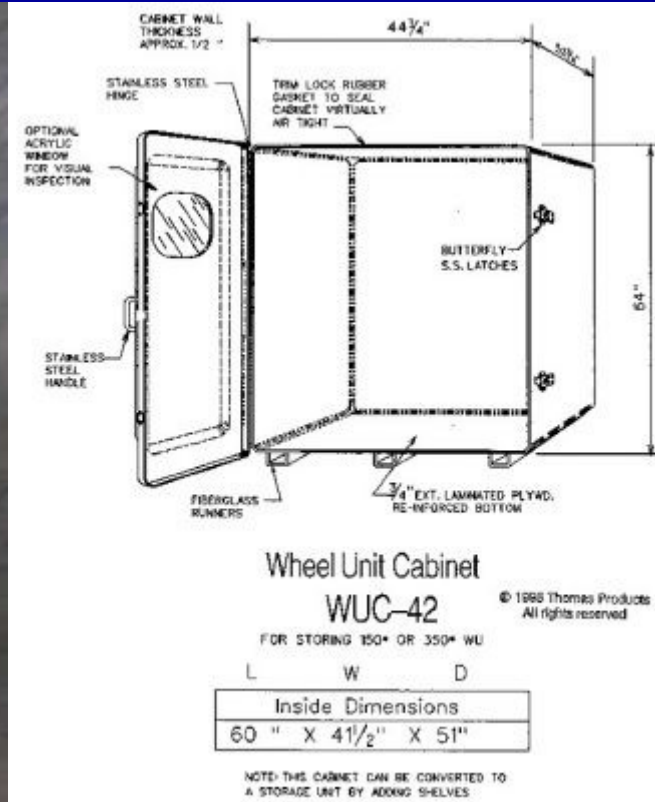 CABINET WALL
THICKNESS
APPROX. 1/2 "
44 3/4"
STAINLESS STEEL
HINGE
TRIM LOCK RUBBER
GASKET TO SEAL
CABINET VIRTUALLY
AIR TIGHT
OPTIONAL
ACRYLIC
WINDOW
FOR VISUAL
INSPECTION
BUTTERFLY
S.S. LATCHES
64"
STAINLESS
STEEL
HANDLE
FIBERGLASS
RUNNERS
3/4" EXT. LAMINATED PLYWD.
RE-INFORCED BOTTOM
Wheel Unit Cabinet
WUC-42
© 1998 Thomas Products
All rights reserved
FOR STORING 150# OR 350# WU
L W D
Inside Dimensions
60 " X 41 1/2" X 51"
NOTE: THIS CABINET CAN BE CONVERTED TO
A STORAGE UNIT BY ADDING SHELVES